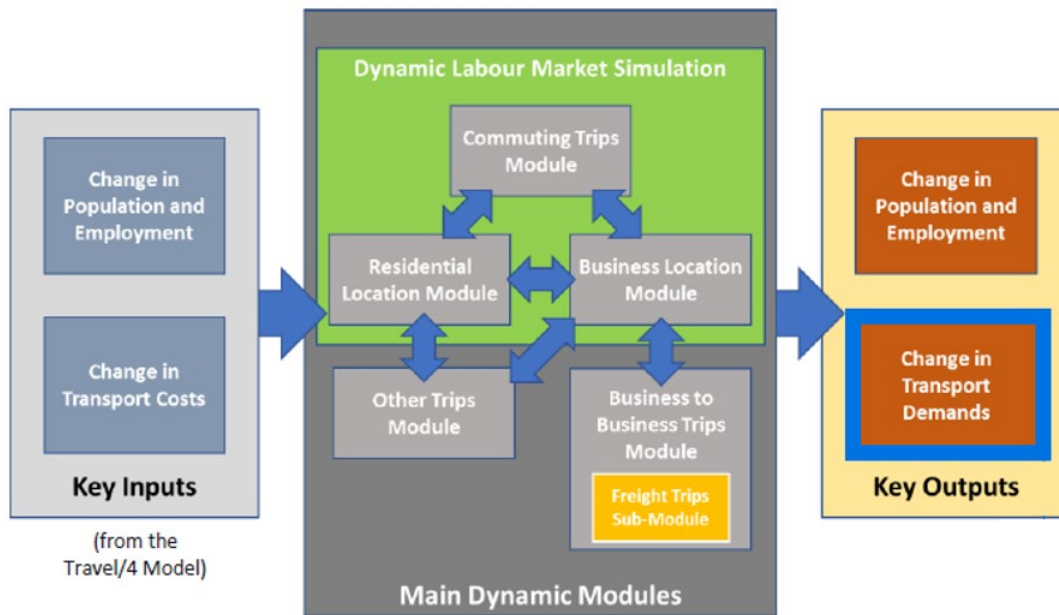 Change in
Population and
Employment
Change in
Transport Costs
Key Inputs
(from the
Travel/4 Model)
Dynamic Labour Market Simulation
Commuting Trips
Module
Residential
Location Module
Business Location
Module
Other Trips
Module
Business to
Business Trips
Module
Freight Trips
Sub-Module
Main Dynamic Modules
Change in
Population and
Employment
Change in
Transport
Demands
Key Outputs